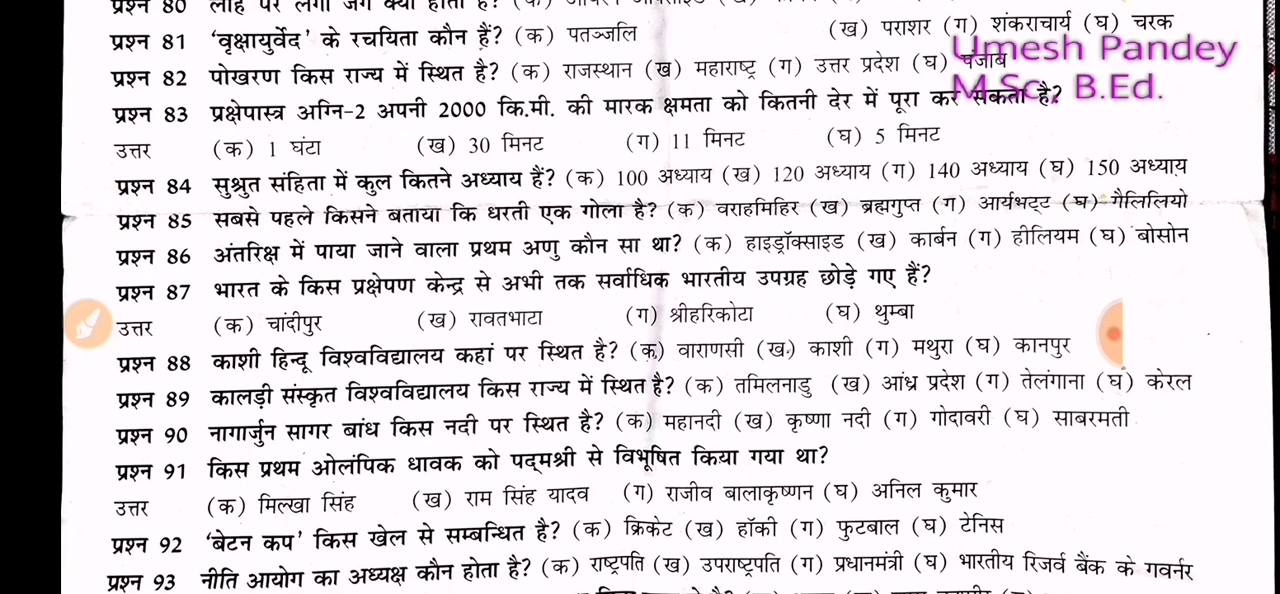 प्रश्न 80 लोहे पर लगा जंग क्या होता है? (क)
प्रश्न 81 'वृक्षायुर्वेद' के रचयिता कौन हैं? (क) पतञ्जलि (ख) पराशर (ग) शंकराचार्य (घ) चरक
Umesh Pandey
प्रश्न 82 पोखरण किस राज्य में स्थित है? (क) राजस्थान (ख) महाराष्ट्र (ग) उत्तर प्रदेश (घ) पंजाब
M.Sc., B.Ed.
प्रश्न 83 प्रक्षेपास्त्र अग्नि-2 अपनी 2000 कि.मी. की मारक क्षमता को कितनी देर में पूरा कर सकता है?
उत्तर (क) 1 घंटा (ख) 30 मिनट (ग) 11 मिनट (घ) 5 मिनट
प्रश्न 84 सुश्रुत संहिता में कुल कितने अध्याय हैं? (क) 100 अध्याय (ख) 120 अध्याय (ग) 140 अध्याय (घ) 150 अध्याय
प्रश्न 85 सबसे पहले किसने बताया कि धरती एक गोला है? (क) वराहमिहिर (ख) ब्रह्मगुप्त (ग) आर्यभट्ट (घ) गैलिलियो
प्रश्न 86 अंतरिक्ष में पाया जाने वाला प्रथम अणु कौन सा था? (क) हाइड्रॉक्साइड (ख) कार्बन (ग) हीलियम (घ) बोसोन
प्रश्न 87 भारत के किस प्रक्षेपण केन्द्र से अभी तक सर्वाधिक भारतीय उपग्रह छोड़े गए हैं?
उत्तर (क) चांदीपुर (ख) रावतभाटा (ग) श्रीहरिकोटा (घ) थुम्बा
प्रश्न 88 काशी हिन्दू विश्वविद्यालय कहां पर स्थित है? (क) वाराणसी (ख) काशी (ग) मथुरा (घ) कानपुर
प्रश्न 89 कालड़ी संस्कृत विश्वविद्यालय किस राज्य में स्थित है? (क) तमिलनाडु (ख) आंध्र प्रदेश (ग) तेलंगाना (घ) केरल
प्रश्न 90 नागार्जुन सागर बांध किस नदी पर स्थित है? (क) महानदी (ख) कृष्णा नदी (ग) गोदावरी (घ) साबरमती
प्रश्न 91 किस प्रथम ओलंपिक धावक को पद्मश्री से विभूषित किया गया था?
उत्तर (क) मिल्खा सिंह (ख) राम सिंह यादव (ग) राजीव बालाकृष्णन (घ) अनिल कुमार
प्रश्न 92 'बेटन कप' किस खेल से सम्बन्धित है? (क) क्रिकेट (ख) हॉकी (ग) फुटबाल (घ) टेनिस
प्रश्न 93 नीति आयोग का अध्यक्ष कौन होता है? (क) राष्ट्रपति (ख) उपराष्ट्रपति (ग) प्रधानमंत्री (घ) भारतीय रिजर्व बैंक के गवर्नर